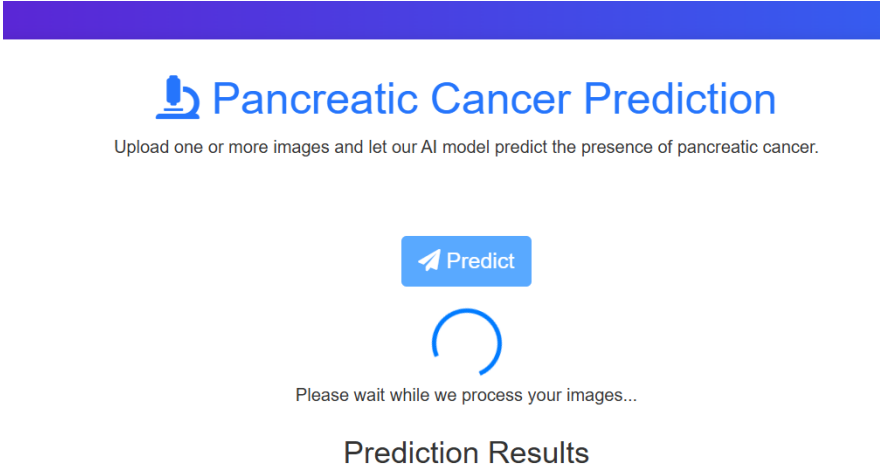 Pancreatic Cancer Prediction
Upload one or more images and let our AI model predict the presence of pancreatic cancer.
Predict
Please wait while we process your images...
Prediction Results